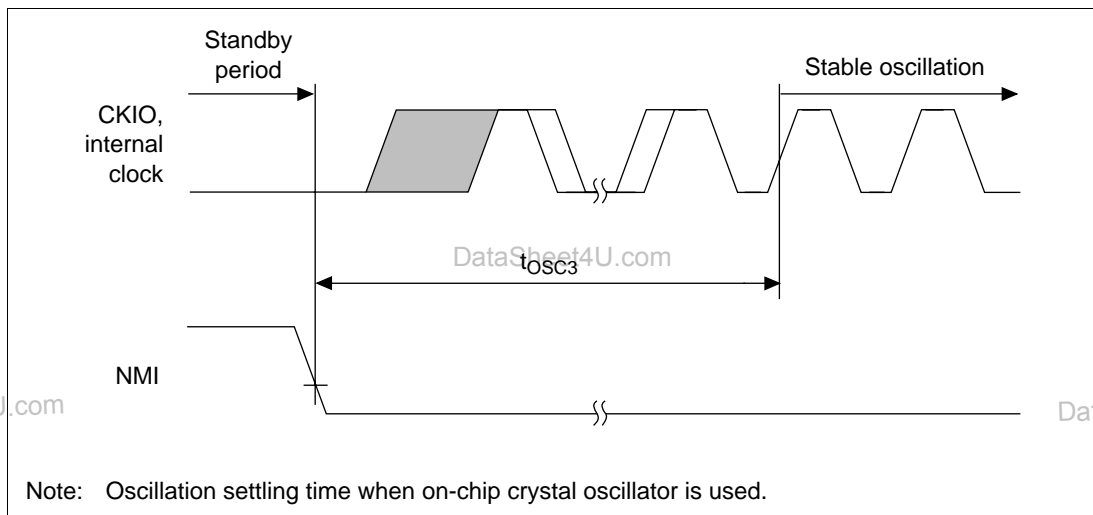 Standby
period
Stable oscillation
CKIO,
internal
clock
DataSheet4U.com
tOSC3
NMI
U.com
Dat
Note: Oscillation settling time when on-chip crystal oscillator is used.